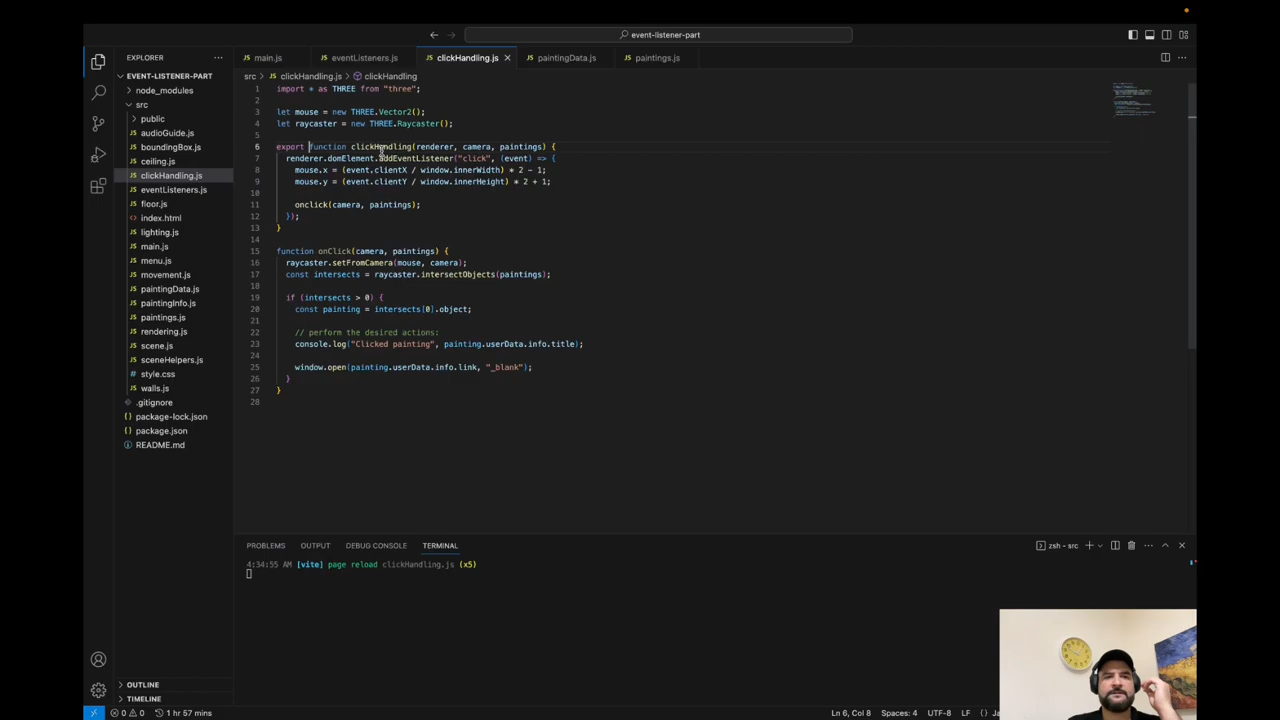 event-listener-part
EXPLORER
main.js
eventListeners.js
clickHandling.js
paintingData.js
paintings.js
EVENT-LISTENER-PART
src > clickHandling.js > clickHandling
node_modules
src
public
audioGuide.js
boundingBox.js
ceiling.js
clickHandling.js
eventListeners.js
floor.js
index.html
lighting.js
main.js
menu.js
movement.js
paintingData.js
paintingInfo.js
paintings.js
rendering.js
scene.js
sceneHelpers.js
style.css
walls.js
.gitignore
package-lock.json
package.json
README.md
1 import * as THREE from "three";
2
3 let mouse = new THREE.Vector2();
4 let raycaster = new THREE.Raycaster();
5
6 export function clickHandling(renderer, camera, paintings) {
7 renderer.domElement.addEventListener("click", (event) => {
8 mouse.x = (event.clientX / window.innerWidth) * 2 - 1;
9 mouse.y = (event.clientY / window.innerHeight) * 2 + 1;
10
11 onclick(camera, paintings);
12 });
13 }
14
15 function onClick(camera, paintings) {
16 raycaster.setFromCamera(mouse, camera);
17 const intersects = raycaster.intersectObjects(paintings);
18
19 if (intersects > 0) {
20 const painting = intersects[0].object;
21
22 // perform the desired actions:
23 console.log("Clicked painting", painting.userData.info.title);
24
25 window.open(painting.userData.info.link, "_blank");
26 }
27 }
28
PROBLEMS OUTPUT DEBUG CONSOLE TERMINAL
zsh - src
4:34:55 AM [vite] page reload clickHandling.js (x5)
OUTLINE
TIMELINE
0 0 1 hr 57 mins
Ln 6, Col 8 Spaces: 4 UTF-8 LF {}